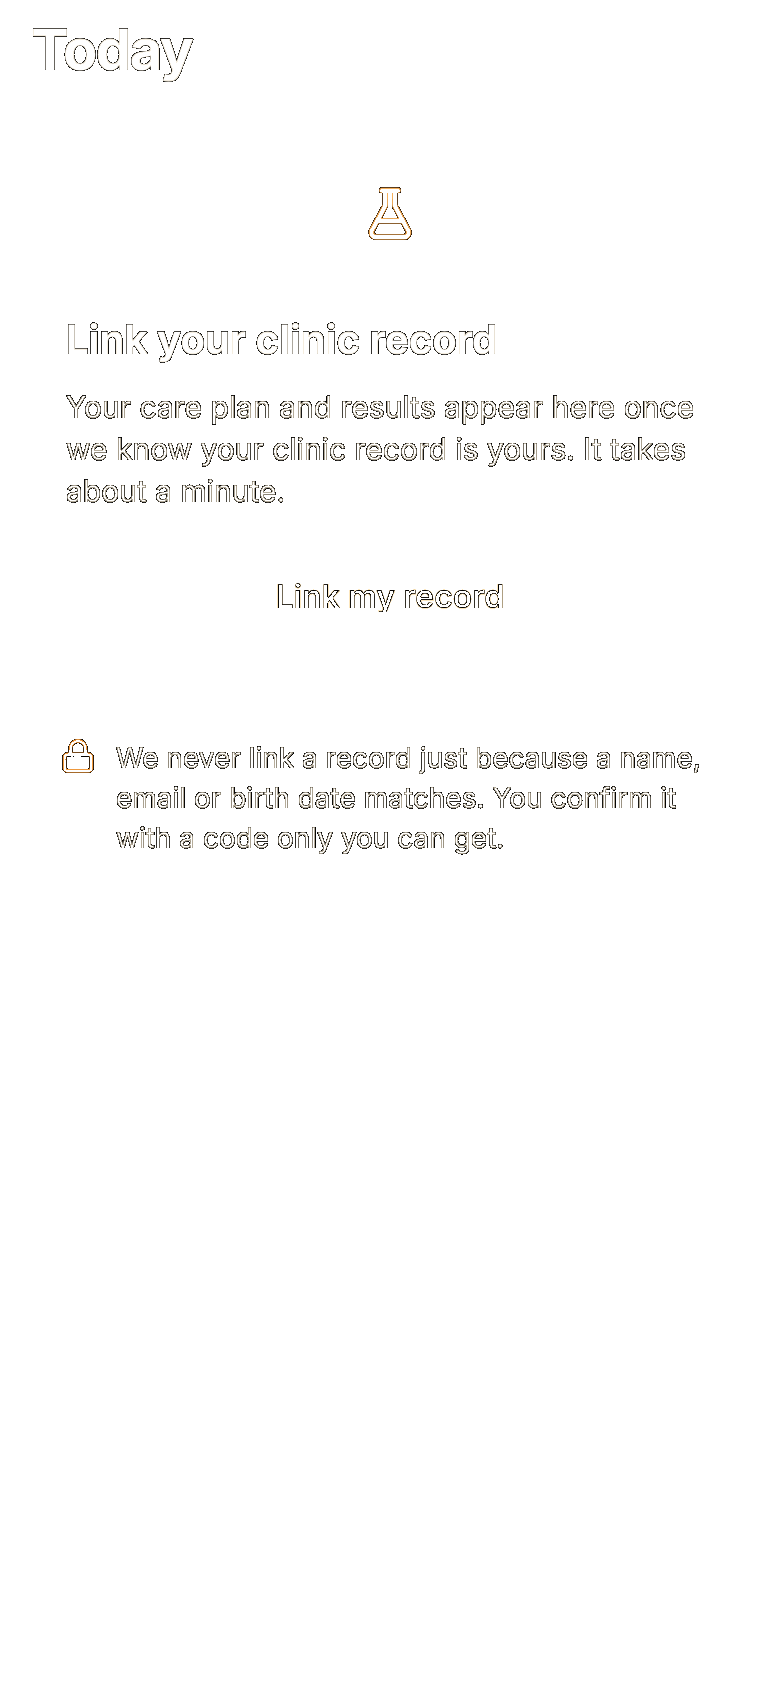 Today
Link your clinic record
Your care plan and results appear here once
we know your clinic record is yours. It takes
about a minute.
Link my record
We never link a record just because a name,
email or birth date matches. You confirm it
with a code only you can get.